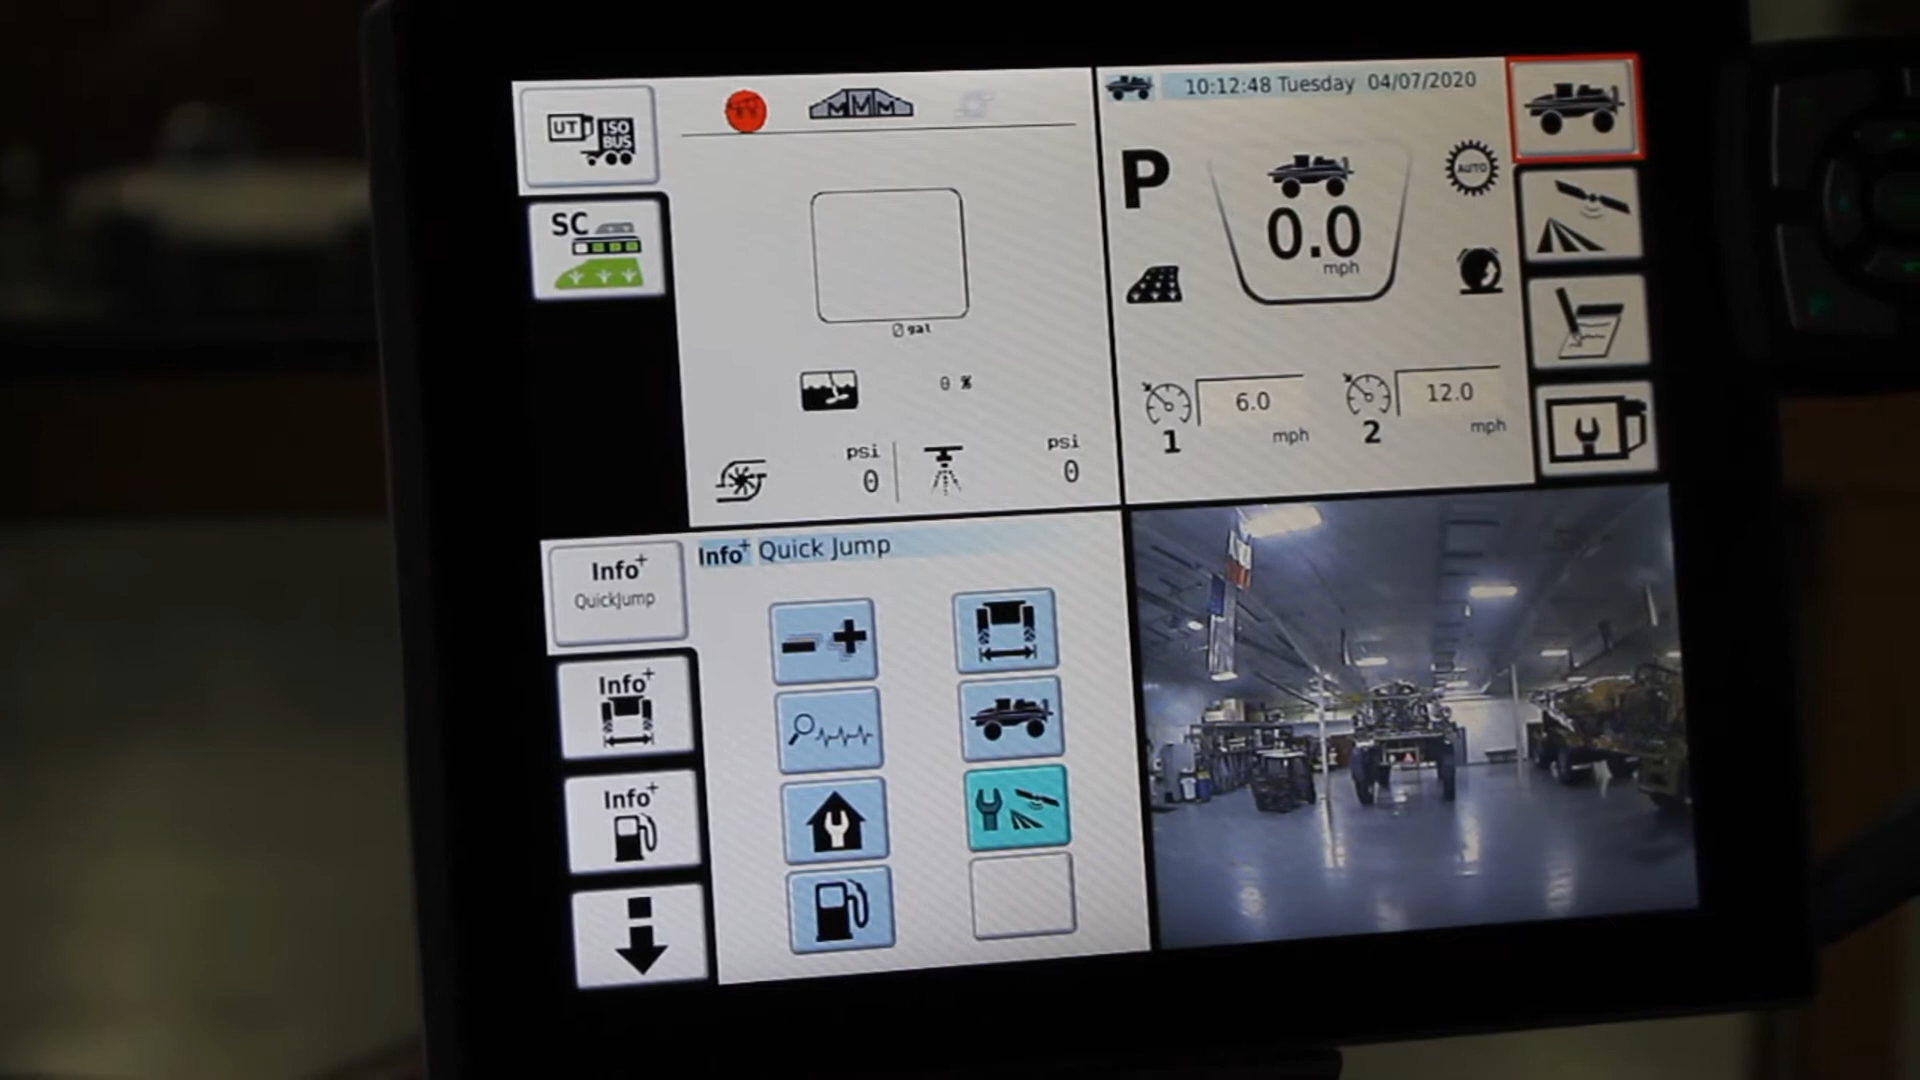 UT
ISO
BUS
SC
0 gal
0 %
psi
0
psi
0
10:12:48 Tuesday 04/07/2020
P
AUTO
0.0
mph
6.0
mph
1
12.0
mph
2
Info+
QuickJump
Info+
Info+
Info+ Quick Jump